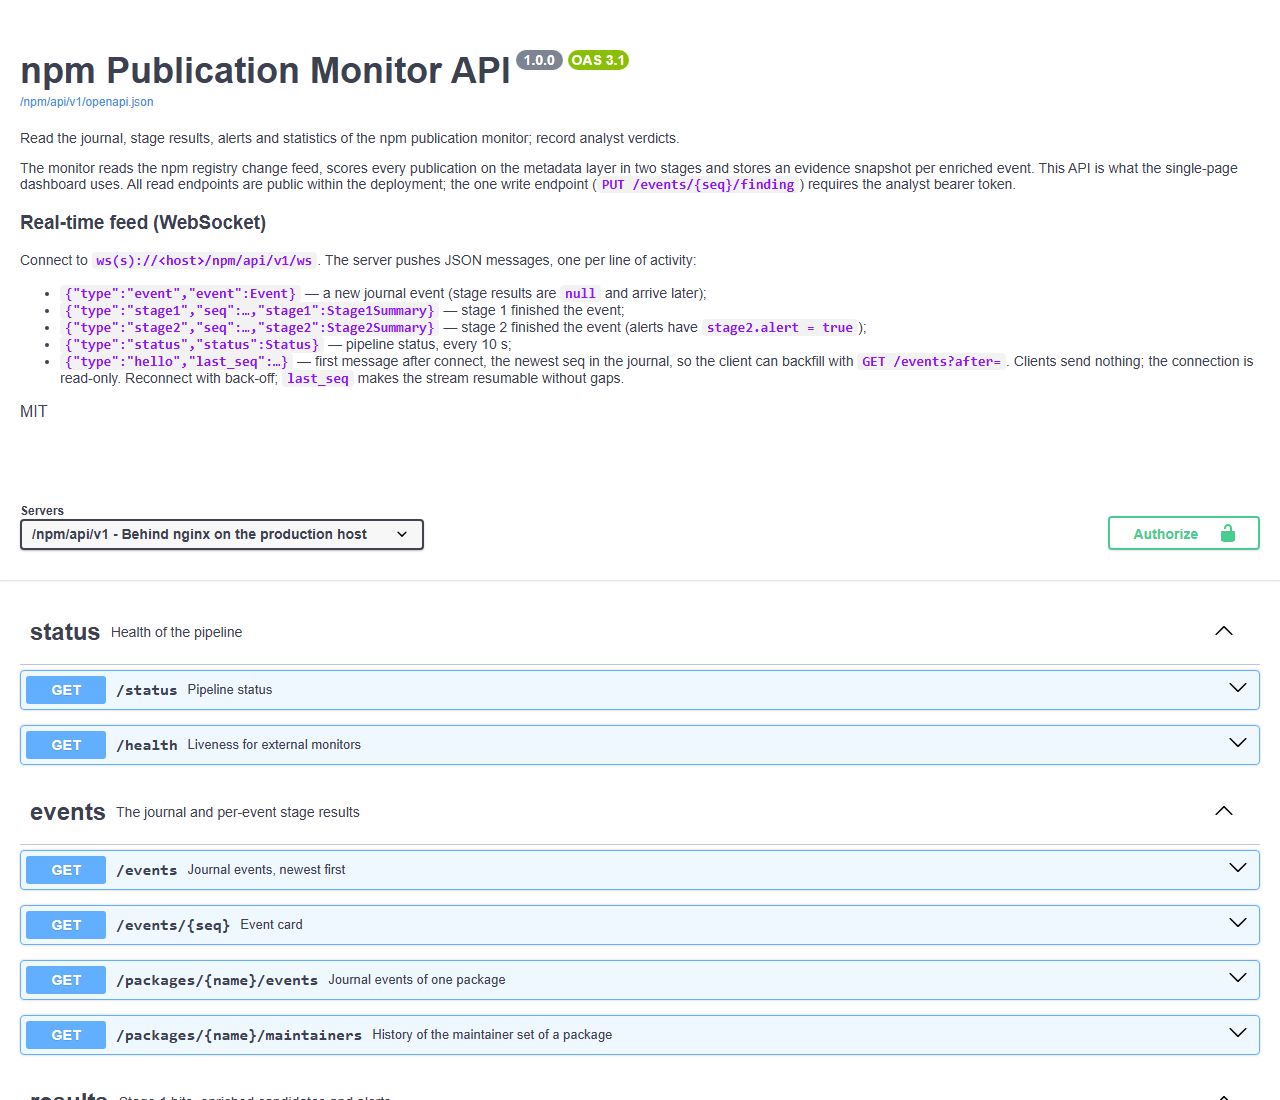 npm Publication Monitor API 1.0.0 OAS 3.1
/npm/api/v1/openapi.json
Read the journal, stage results, alerts and statistics of the npm publication monitor; record analyst verdicts.
The monitor reads the npm registry change feed, scores every publication on the metadata layer in two stages and stores an evidence snapshot per enriched event. This API is what the single-page
dashboard uses. All read endpoints are public within the deployment; the one write endpoint ( PUT /events/{seq}/finding ) requires the analyst bearer token.
Real-time feed (WebSocket)
Connect to ws(s)://<host>/npm/api/v1/ws . The server pushes JSON messages, one per line of activity:
• {"type":"event","event":Event} — a new journal event (stage results are null and arrive later);
• {"type":"stage1","seq":…,"stage1":Stage1Summary} — stage 1 finished the event;
• {"type":"stage2","seq":…,"stage2":Stage2Summary} — stage 2 finished the event (alerts have stage2.alert = true );
• {"type":"status","status":Status} — pipeline status, every 10 s;
• {"type":"hello","last_seq":…} — first message after connect, the newest seq in the journal, so the client can backfill with GET /events?after= . Clients send nothing; the connection is
read-only. Reconnect with back-off; last_seq makes the stream resumable without gaps.
MIT
Servers
/npm/api/v1 - Behind nginx on the production host
Authorize
status Health of the pipeline
GET /status Pipeline status
GET /health Liveness for external monitors
events The journal and per-event stage results
GET /events Journal events, newest first
GET /events/{seq} Event card
GET /packages/{name}/events Journal events of one package
GET /packages/{name}/maintainers History of the maintainer set of a package
results Stage 1 hits, enriched candidates and alerts